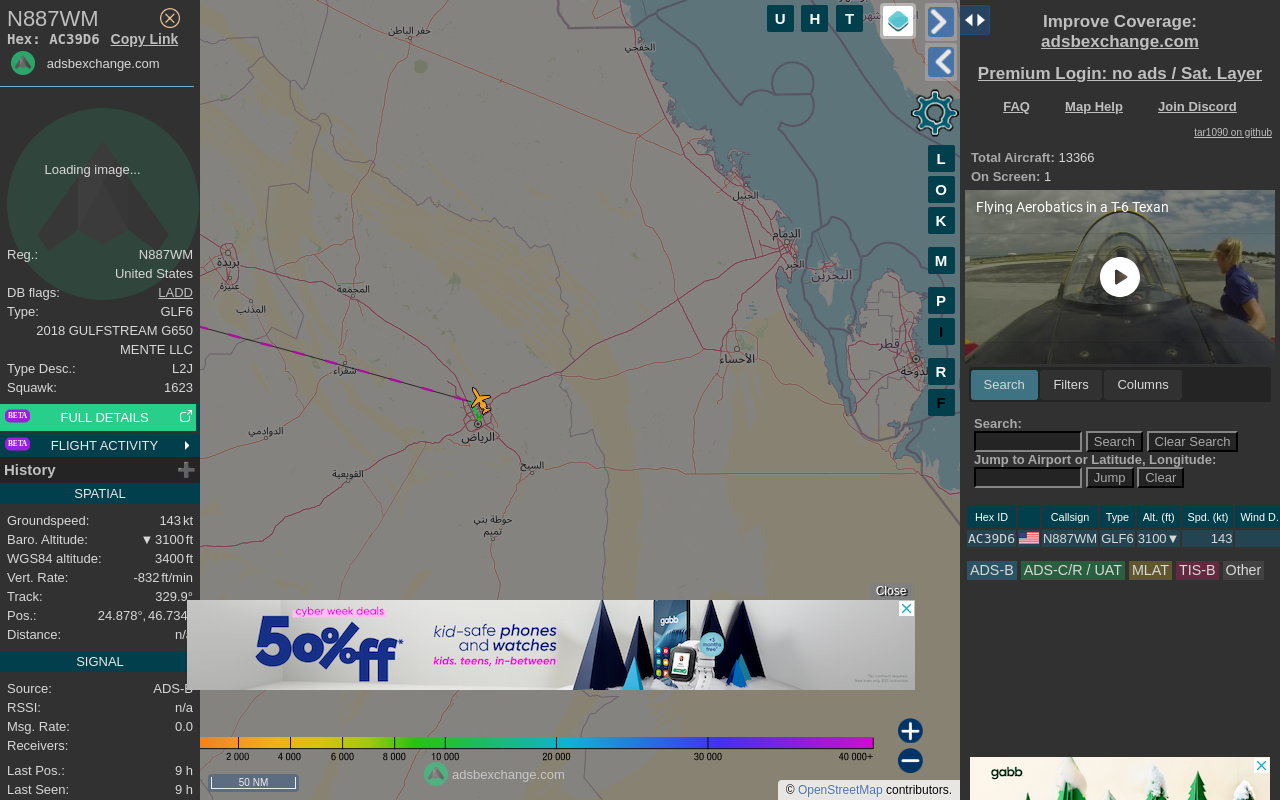 N887WM
Hex: AC39D6 Copy Link
adsbexchange.com
Loading image...
Reg.: N887WM
United States
DB flags: LADD
Type: GLF6
2018 GULFSTREAM G650
MENTE LLC
Type Desc.: L2J
Squawk: 1623
BETA FULL DETAILS
BETA FLIGHT ACTIVITY
History
SPATIAL
Groundspeed: 143 kt
Baro. Altitude: ▼ 3100 ft
WGS84 altitude: 3400 ft
Vert. Rate: -832 ft/min
Track: 329.9°
Pos.: 24.878°, 46.734
Distance: n/a
SIGNAL
Source: ADS-B
RSSI: n/a
Msg. Rate: 0.0
Receivers:
Last Pos.: 9 h
Last Seen: 9 h
U H T
L
O
K
M
P
I
R
F
حفر الباطن
الخفجي
الجبيل
الدمام
الخبر
البحرين
بريدة
عنيزة
المذنب
المجمعة
شقراء
الأحساء
قطر
الدوحة
الدوادمي
الرياض
القويعية
السيح
حوطة بني
تميم
Close
cyber week deals
50%ff*
kid-safe phones
and watches
kids. teens, in-between
gabb
+3
months
free*
2 000 4 000 6 000 8 000 10 000 20 000 30 000 40 000+
adsbexchange.com
50 NM
© OpenStreetMap contributors.
Improve Coverage:
adsbexchange.com
Premium Login: no ads / Sat. Layer
FAQ Map Help Join Discord
tar1090 on github
Total Aircraft: 13366
On Screen: 1
Flying Aerobatics in a T-6 Texan
Search Filters Columns
Search:
Search Clear Search
Jump to Airport or Latitude, Longitude:
Jump Clear
Hex ID Callsign Type Alt. (ft) Spd. (kt) Wind D.
AC39D6 N887WM GLF6 3100▼ 143
ADS-B ADS-C/R / UAT MLAT TIS-B Other
gabb